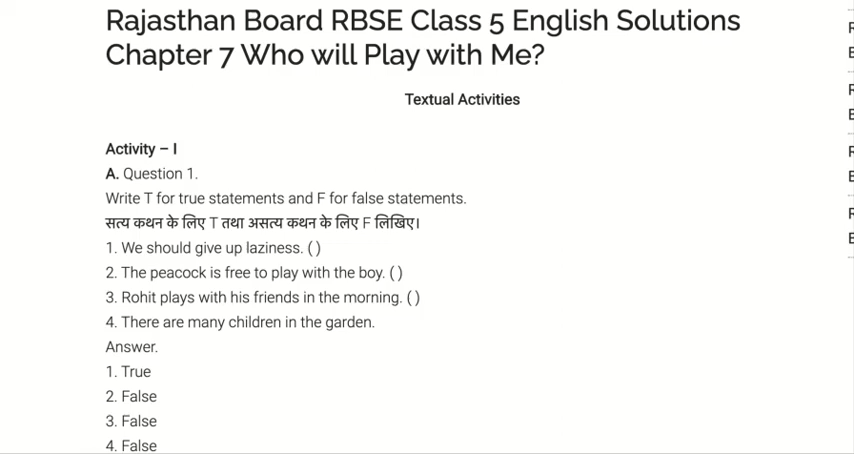 Rajasthan Board RBSE Class 5 English Solutions
Chapter 7 Who will Play with Me?
Textual Activities
Activity – I
A. Question 1.
Write T for true statements and F for false statements.
सत्य कथन के लिए T तथा असत्य कथन के लिए F लिखिए।
1. We should give up laziness. ( )
2. The peacock is free to play with the boy. ( )
3. Rohit plays with his friends in the morning. ( )
4. There are many children in the garden.
Answer.
1. True
2. False
3. False
4. False